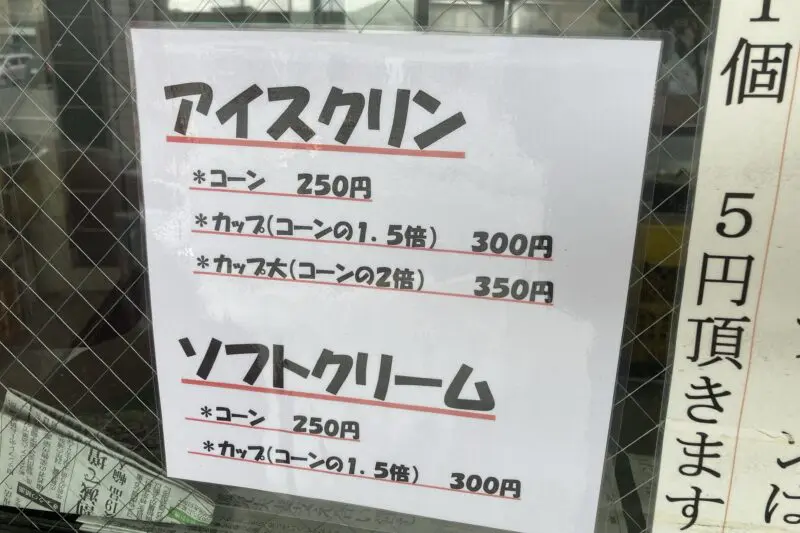 アイスクリン
＊コーン　250円
＊カップ(コーンの1.5倍)　300円
＊カップ大(コーンの2倍)　350円
ソフトクリーム
＊コーン　250円
＊カップ(コーンの1.5倍)　300円
1個　5円頂きます